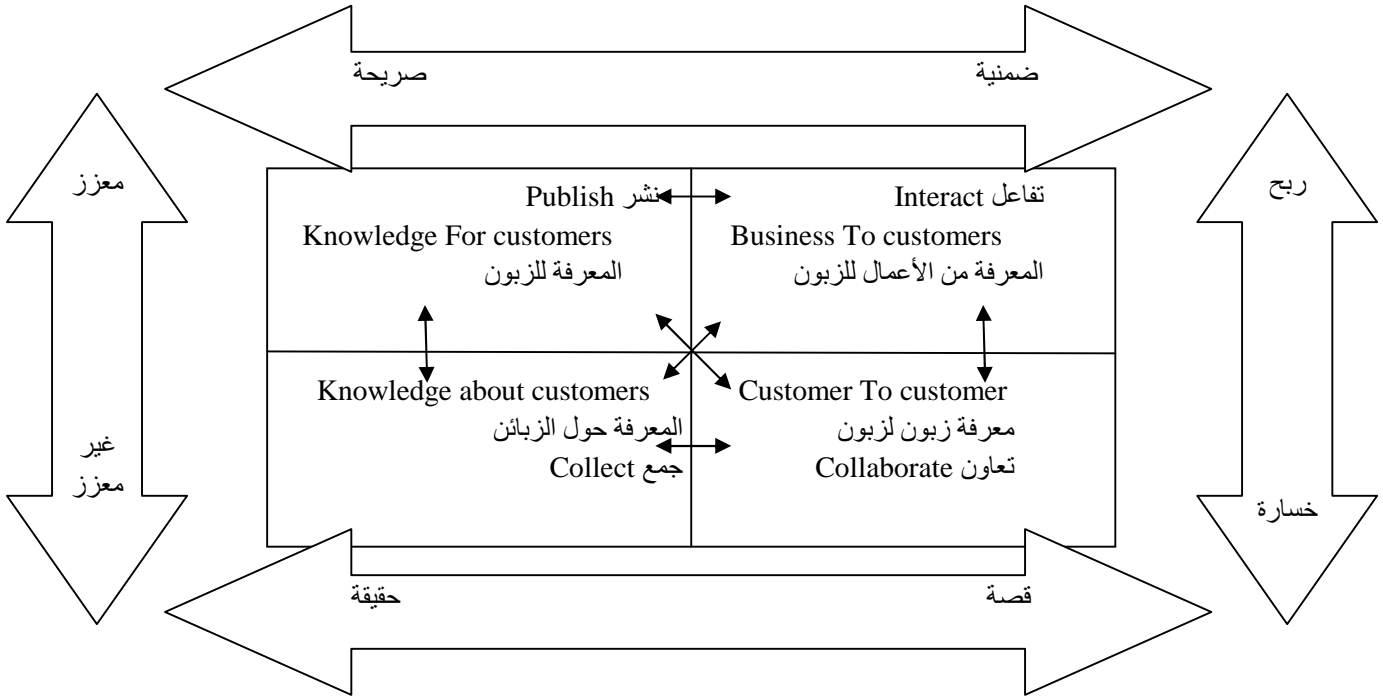 صريحة
ضمنية
معزز
غير
معزز
نشر Publish
Knowledge For customers
المعرفة للزبون
تفاعل Interact
Business To customers
المعرفة من الأعمال للزبون
Knowledge about customers
المعرفة حول الزبائن
جمع Collect
Customer To customer
معرفة زبون لزبون
تعاون Collaborate
ربح
خسارة
حقيقة
قصة